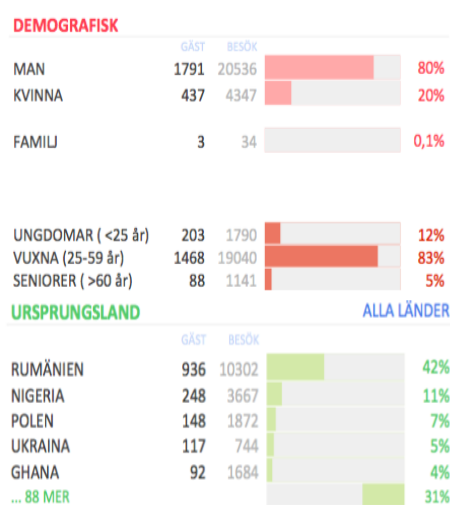 DEMOGRAFISK
GÄST BESÖK
MAN 1791 20536 80%
KVINNA 437 4347 20%
FAMILJ 3 34 0,1%
UNGDOMAR ( <25 år) 203 1790 12%
VUXNA (25-59 år) 1468 19040 83%
SENIORER ( >60 år) 88 1141 5%
URSPRUNGSLAND ALLA LÄNDER
GÄST BESÖK
RUMÄNIEN 936 10302 42%
NIGERIA 248 3667 11%
POLEN 148 1872 7%
UKRAINA 117 744 5%
GHANA 92 1684 4%
... 88 MER 31%